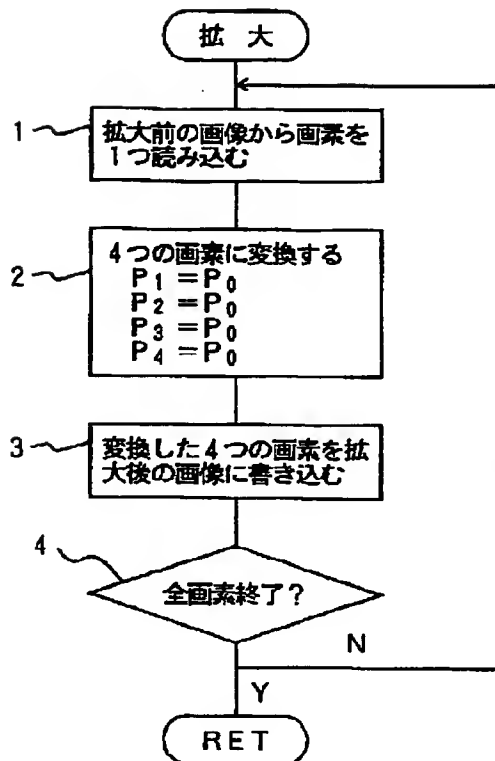 拡 大
1
拡大前の画像から画素を
1つ読み込む
2
4つの画素に変換する
P₁=P₀
P₂=P₀
P₃=P₀
P₄=P₀
3
変換した4つの画素を拡
大後の画像に書き込む
4
全画素終了?
N
Y
RET